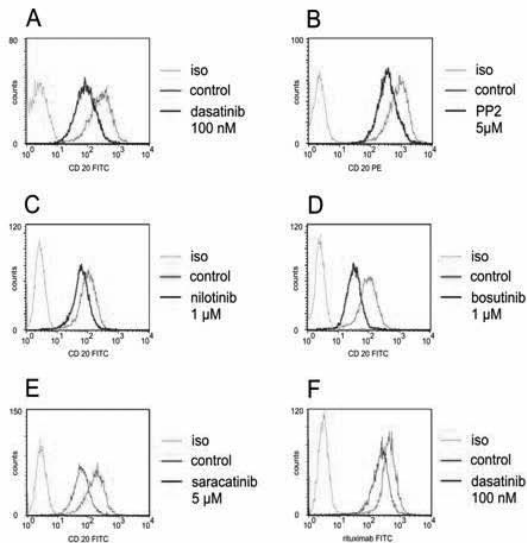 A
80
counts
0
10^0 10^1 10^2 10^3 10^4
CD 20 FITC
iso
control
dasatinib
100 nM
B
100
counts
0
10^0 10^1 10^2 10^3 10^4
CD 20 PE
iso
control
PP2
5µM
C
120
counts
0
10^0 10^1 10^2 10^3 10^4
CD 20 FITC
iso
control
nilotinib
1 µM
D
120
counts
0
10^0 10^1 10^2 10^3 10^4
CD 20 FITC
iso
control
bosutinib
1 µM
E
150
counts
0
10^0 10^1 10^2 10^3 10^4
CD 20 FITC
iso
control
saracatinib
5 µM
F
120
counts
0
10^0 10^1 10^2 10^3 10^4
rituximab FITC
iso
control
dasatinib
100 nM